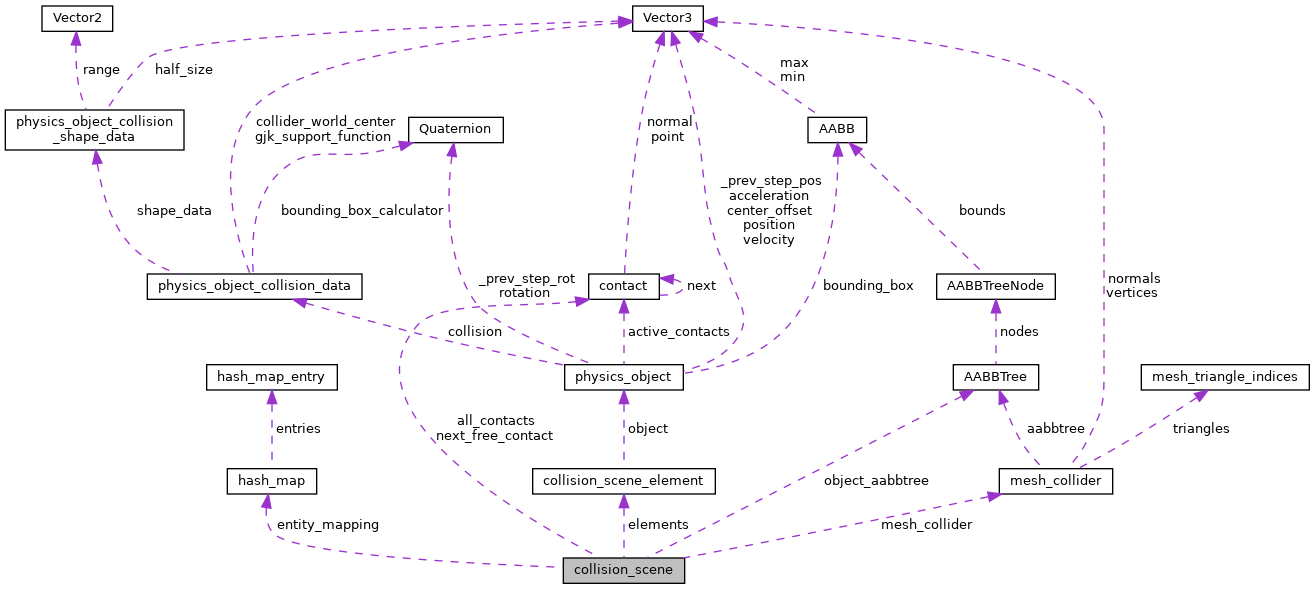 Vector2
Vector3
range
half_size
max
min
physics_object_collision
_shape_data
collider_world_center
gjk_support_function
Quaternion
normal
point
AABB
shape_data
bounding_box_calculator
_prev_step_pos
acceleration
center_offset
position
velocity
bounds
physics_object_collision_data
_prev_step_rot
rotation
contact
next
bounding_box
AABBTreeNode
normals
vertices
collision
active_contacts
nodes
hash_map_entry
physics_object
AABBTree
mesh_triangle_indices
entries
all_contacts
next_free_contact
object
aabbtree
triangles
hash_map
collision_scene_element
object_aabbtree
mesh_collider
entity_mapping
elements
mesh_collider
collision_scene